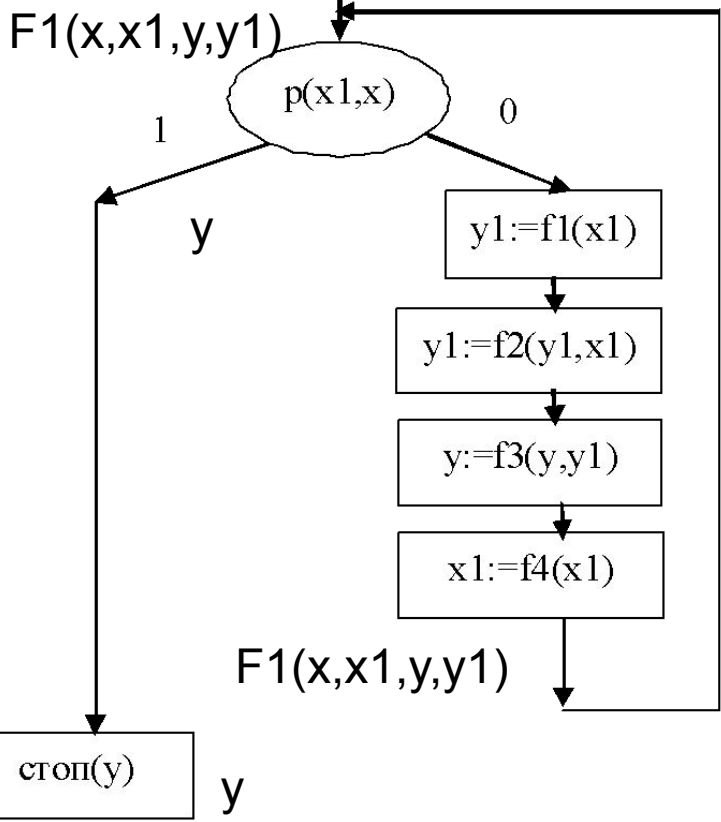 F1(x,x1,y,y1)
p(x1,x)
1
0
y
y1:=f1(x1)
y1:=f2(y1,x1)
y:=f3(y,y1)
x1:=f4(x1)
F1(x,x1,y,y1)
стоп(y)
y